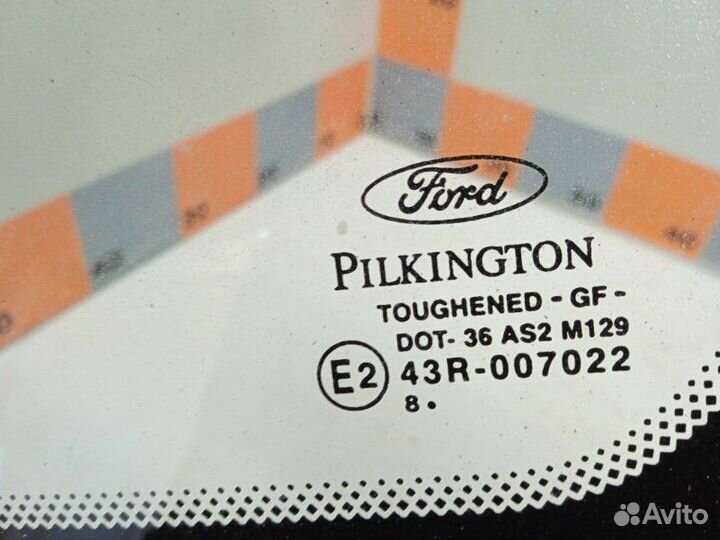 Ford
PILKINGTON
TOUGHENED - GF -
DOT- 36 AS2 M129
E2 43R-007022
8.
Avito